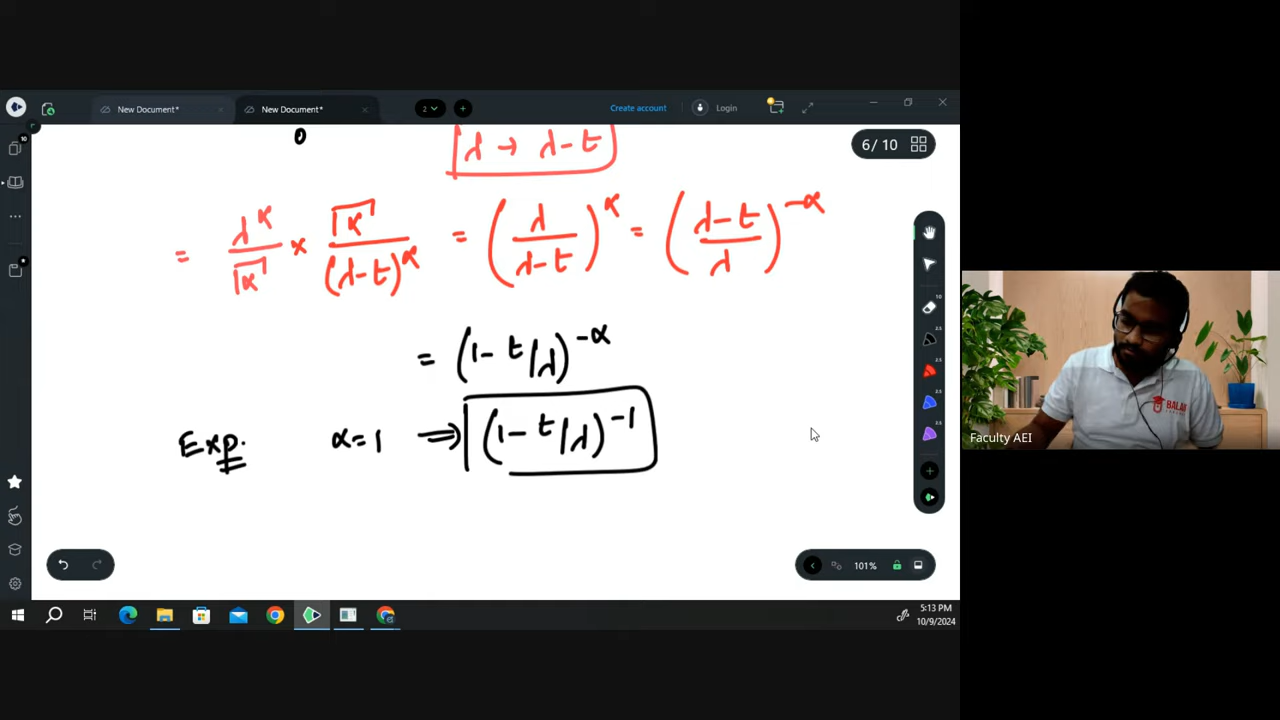 New Document*
New Document*
2
Create account
Login
λ → λ-t
6/ 10
= λ^α/Γα × Γα/(λ-t)^α = (λ/(λ-t))^α = ((λ-t)/λ)^-α
= (1- t/λ)^-α
Exp. α=1 ⇒ (1- t/λ)^-1
Faculty AEI
101%
5:13 PM
10/9/2024